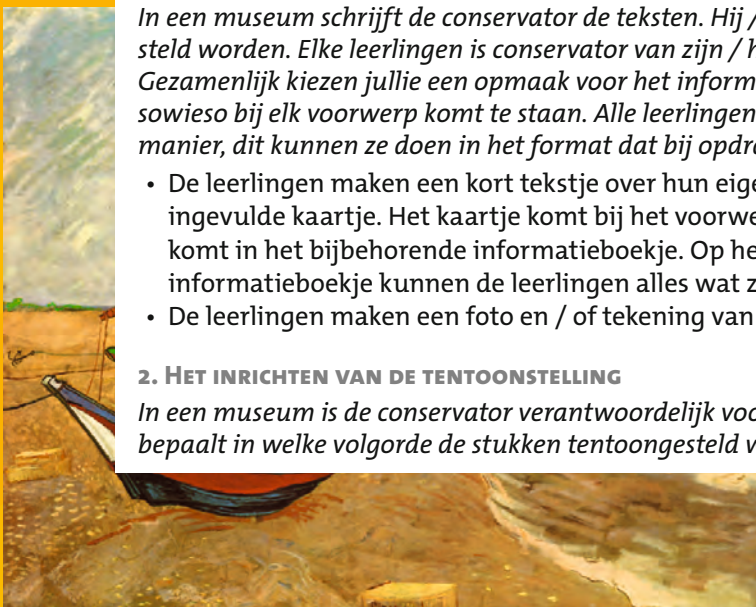 In een museum schrijft de conservator de teksten. Hij /
steld worden. Elke leerlingen is conservator van zijn / h
Gezamenlijk kiezen jullie een opmaak voor het inform
sowieso bij elk voorwerp komt te staan. Alle leerlingen
manier, dit kunnen ze doen in het format dat bij opdra
• De leerlingen maken een kort tekstje over hun eige
ingevulde kaartje. Het kaartje komt bij het voorwe
komt in het bijbehorende informatieboekje. Op he
informatieboekje kunnen de leerlingen alles wat z
• De leerlingen maken een foto en / of tekening van
2. HET INRICHTEN VAN DE TENTOONSTELLING
In een museum is de conservator verantwoordelijk voo
bepaalt in welke volgorde de stukken tentoongesteld w